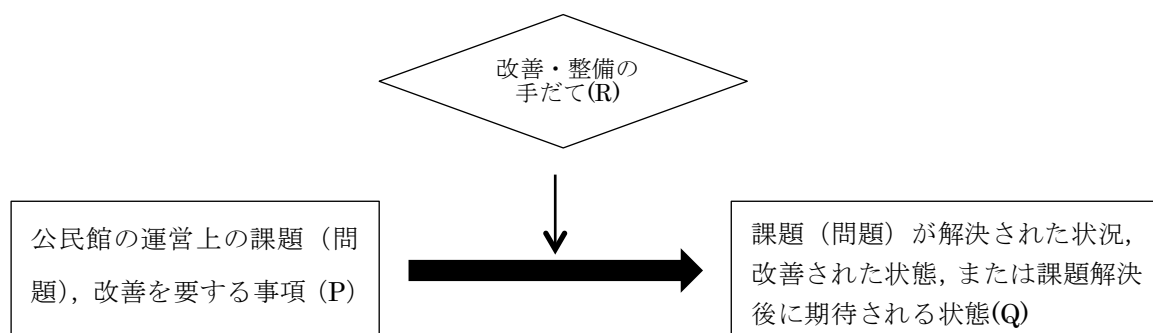 改善・整備の
手だて(R)
公民館の運営上の課題（問
題），改善を要する事項（P）
課題（問題）が解決された状況，
改善された状態，または課題解決
後に期待される状態(Q)